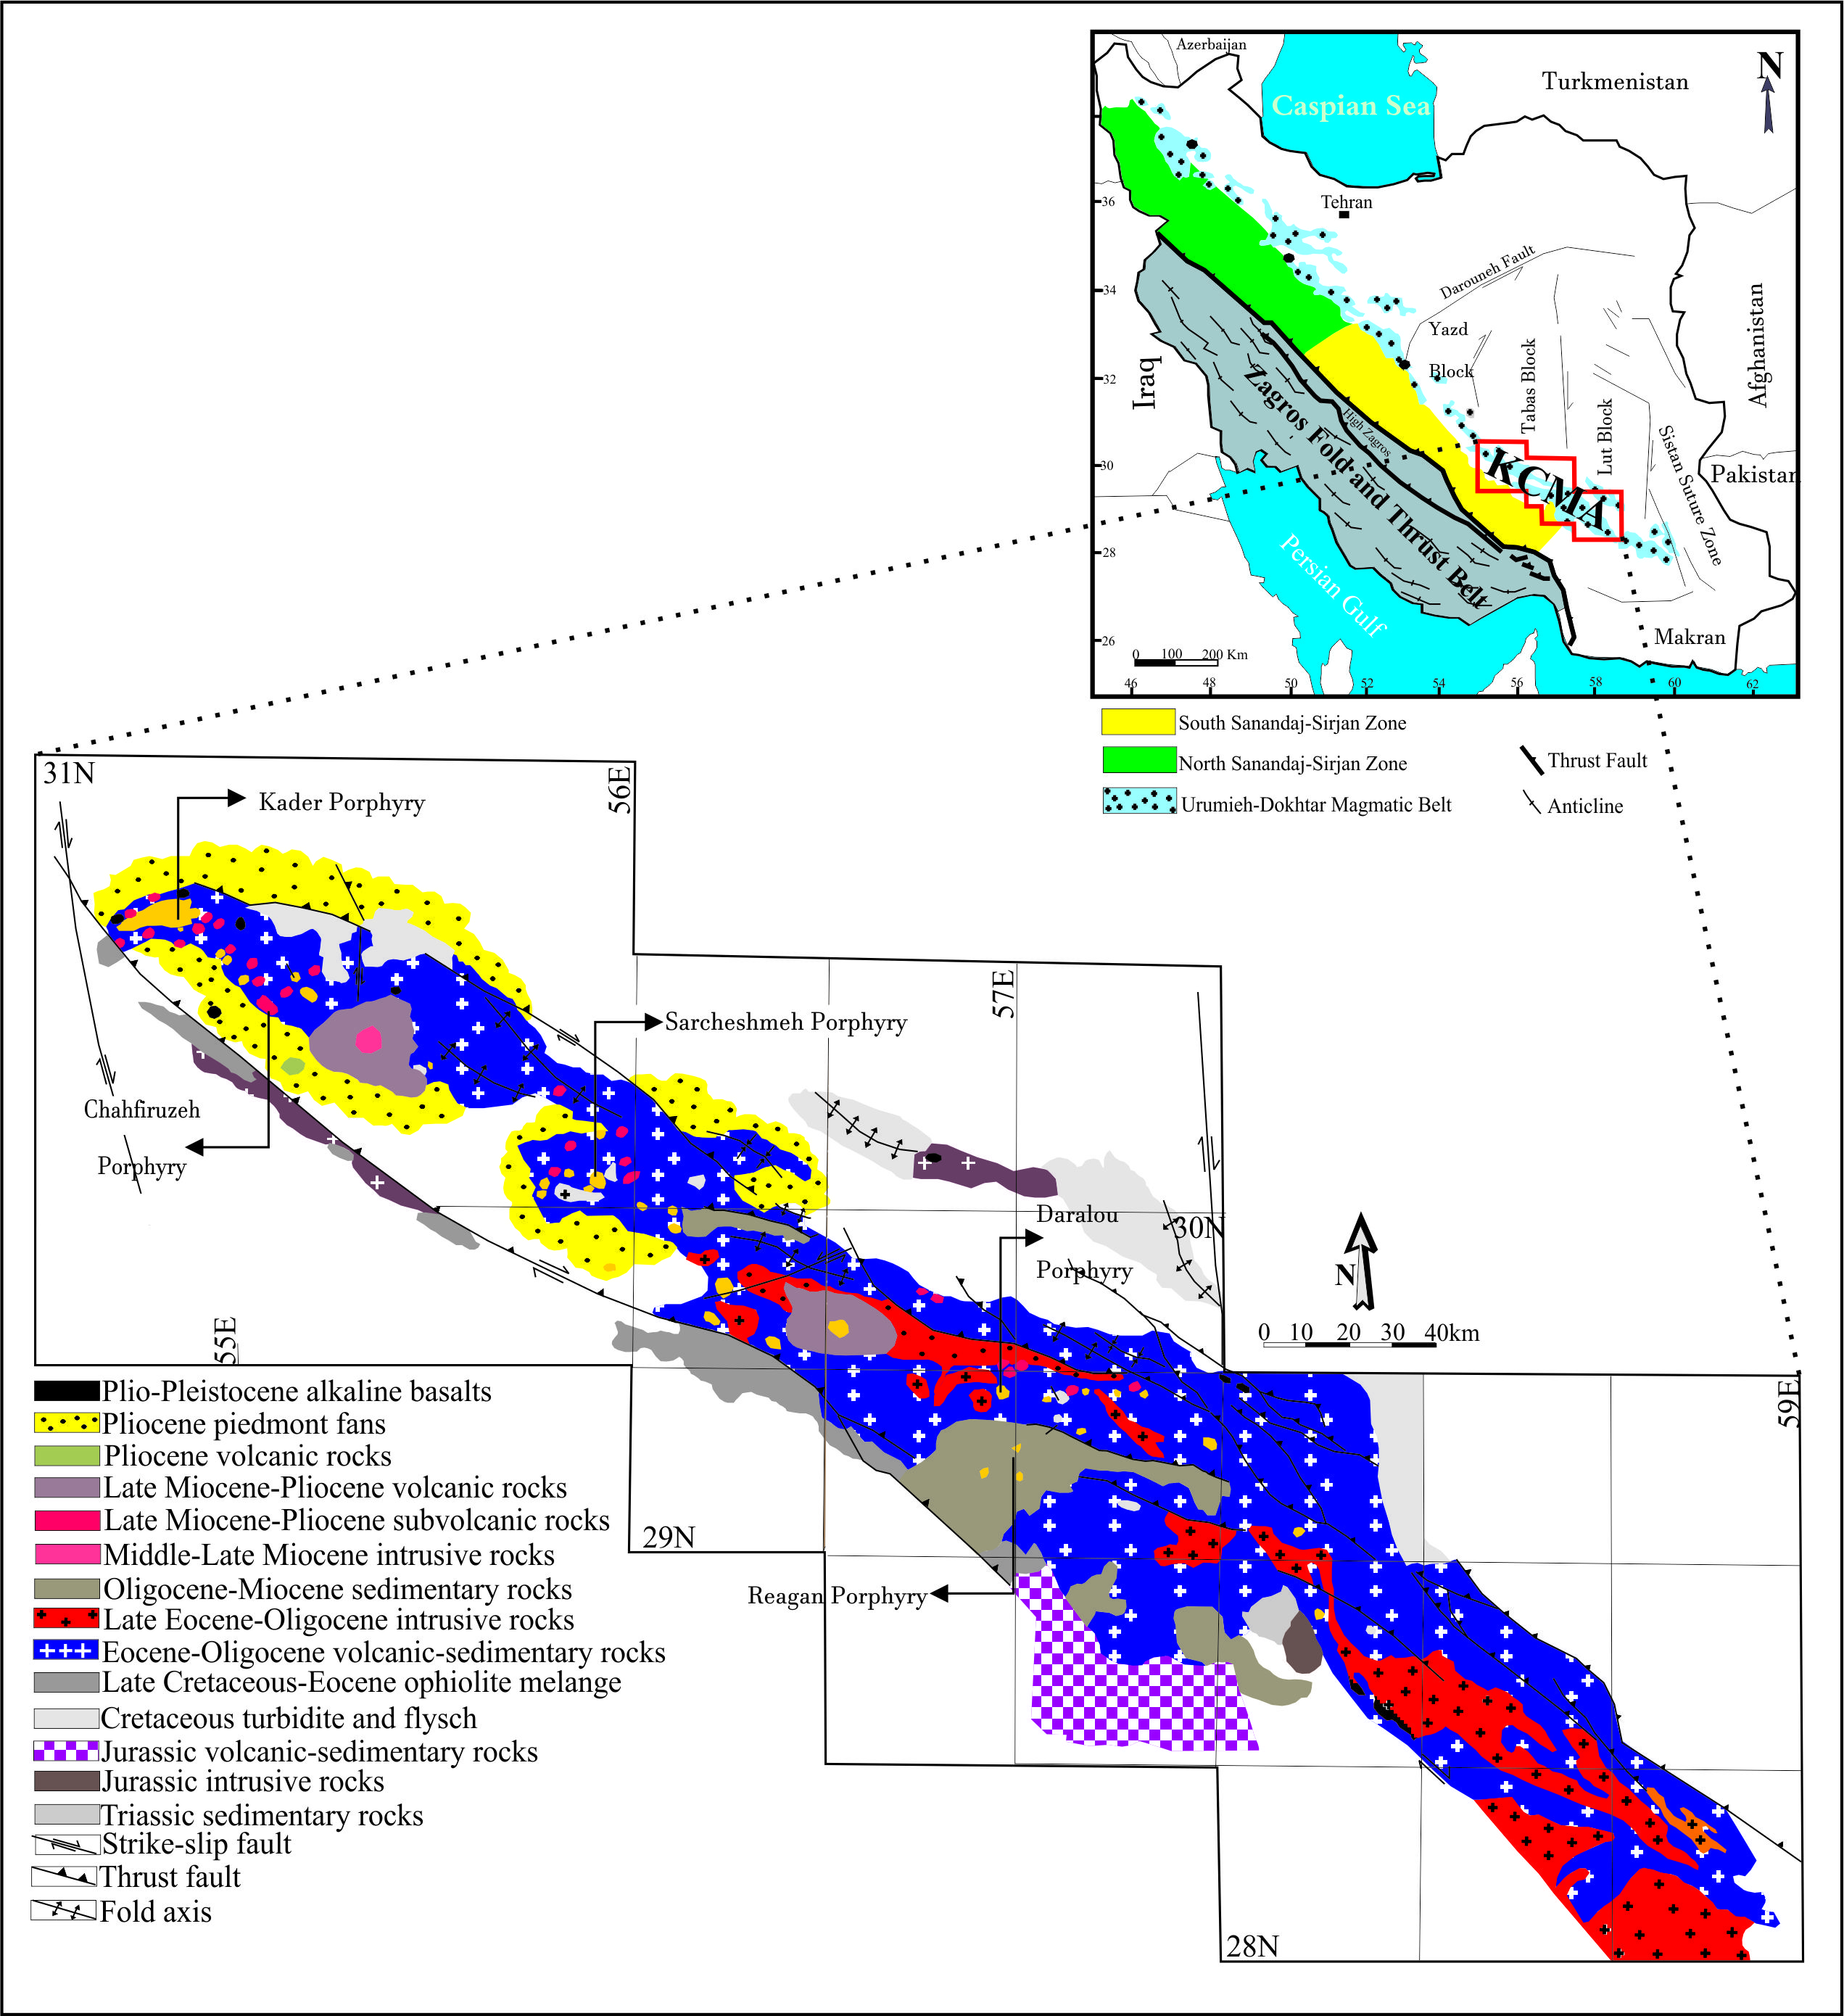 Azerbaijan
N
Turkmenistan
Caspian Sea
Tehran
36
34
32
30
28
26
Darouneh Fault
Yazd
Block
Tabas Block
Lut Block
Sistan Suture Zone
Afghanistan
Pakistan
Iraq
High Zagros
Zagros Fold and Thrust Belt
KCMA
Persian Gulf
Makran
0 100 200 Km
46 48 50 52 54 56 58 60 62
South Sanandaj-Sirjan Zone
North Sanandaj-Sirjan Zone
Urumieh-Dokhtar Magmatic Belt
Thrust Fault
Anticline
31N
56E
Kader Porphyry
57E
Sarcheshmeh Porphyry
Chahfiruzeh
Porphyry
Daralou
Porphyry
30N
N
0 10 20 30 40km
55E
59E
29N
Reagan Porphyry
28N
Plio-Pleistocene alkaline basalts
Pliocene piedmont fans
Pliocene volcanic rocks
Late Miocene-Pliocene volcanic rocks
Late Miocene-Pliocene subvolcanic rocks
Middle-Late Miocene intrusive rocks
Oligocene-Miocene sedimentary rocks
Late Eocene-Oligocene intrusive rocks
Eocene-Oligocene volcanic-sedimentary rocks
Late Cretaceous-Eocene ophiolite melange
Cretaceous turbidite and flysch
Jurassic volcanic-sedimentary rocks
Jurassic intrusive rocks
Triassic sedimentary rocks
Strike-slip fault
Thrust fault
Fold axis